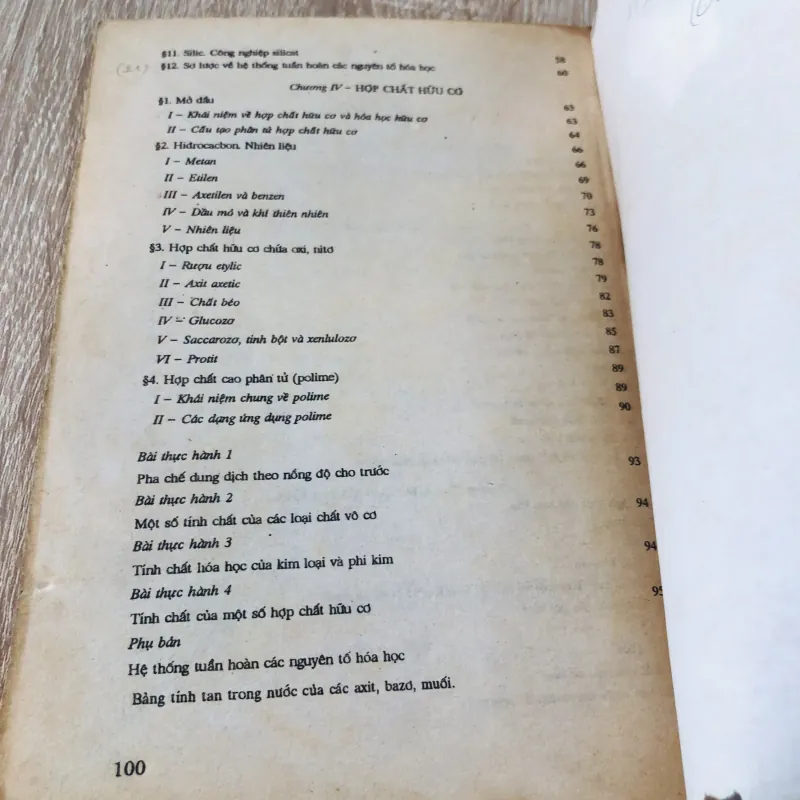 §11. Silic. Công nghiệp silicat 58
§12. Sơ lược về hệ thống tuần hoàn các nguyên tố hóa học 60
Chương IV – HỢP CHẤT HỮU CƠ
§1. Mở đầu 63
I – Khái niệm về hợp chất hữu cơ và hóa học hữu cơ 63
II – Cấu tạo phân tử hợp chất hữu cơ 64
§2. Hidrocacbon. Nhiên liệu 66
I – Metan 66
II – Etilen 69
III – Axetilen và benzen 70
IV – Dầu mỏ và khí thiên nhiên 73
V – Nhiên liệu 76
§3. Hợp chất hữu cơ chứa oxi, nitơ 78
I – Rượu etylic 78
II – Axit axetic 79
III – Chất béo 82
IV – Glucozơ 83
V – Saccarozơ, tinh bột và xenlulozơ 85
VI – Protit 87
§4. Hợp chất cao phân tử (polime) 89
I – Khái niệm chung về polime 89
II – Các dạng ứng dụng polime 90
Bài thực hành 1
Pha chế dung dịch theo nồng độ cho trước 93
Bài thực hành 2
Một số tính chất của các loại chất vô cơ 94
Bài thực hành 3
Tính chất hóa học của kim loại và phi kim 94
Bài thực hành 4
Tính chất của một số hợp chất hữu cơ 95
Phụ bản
Hệ thống tuần hoàn các nguyên tố hóa học
Bảng tính tan trong nước của các axit, bazơ, muối.
100